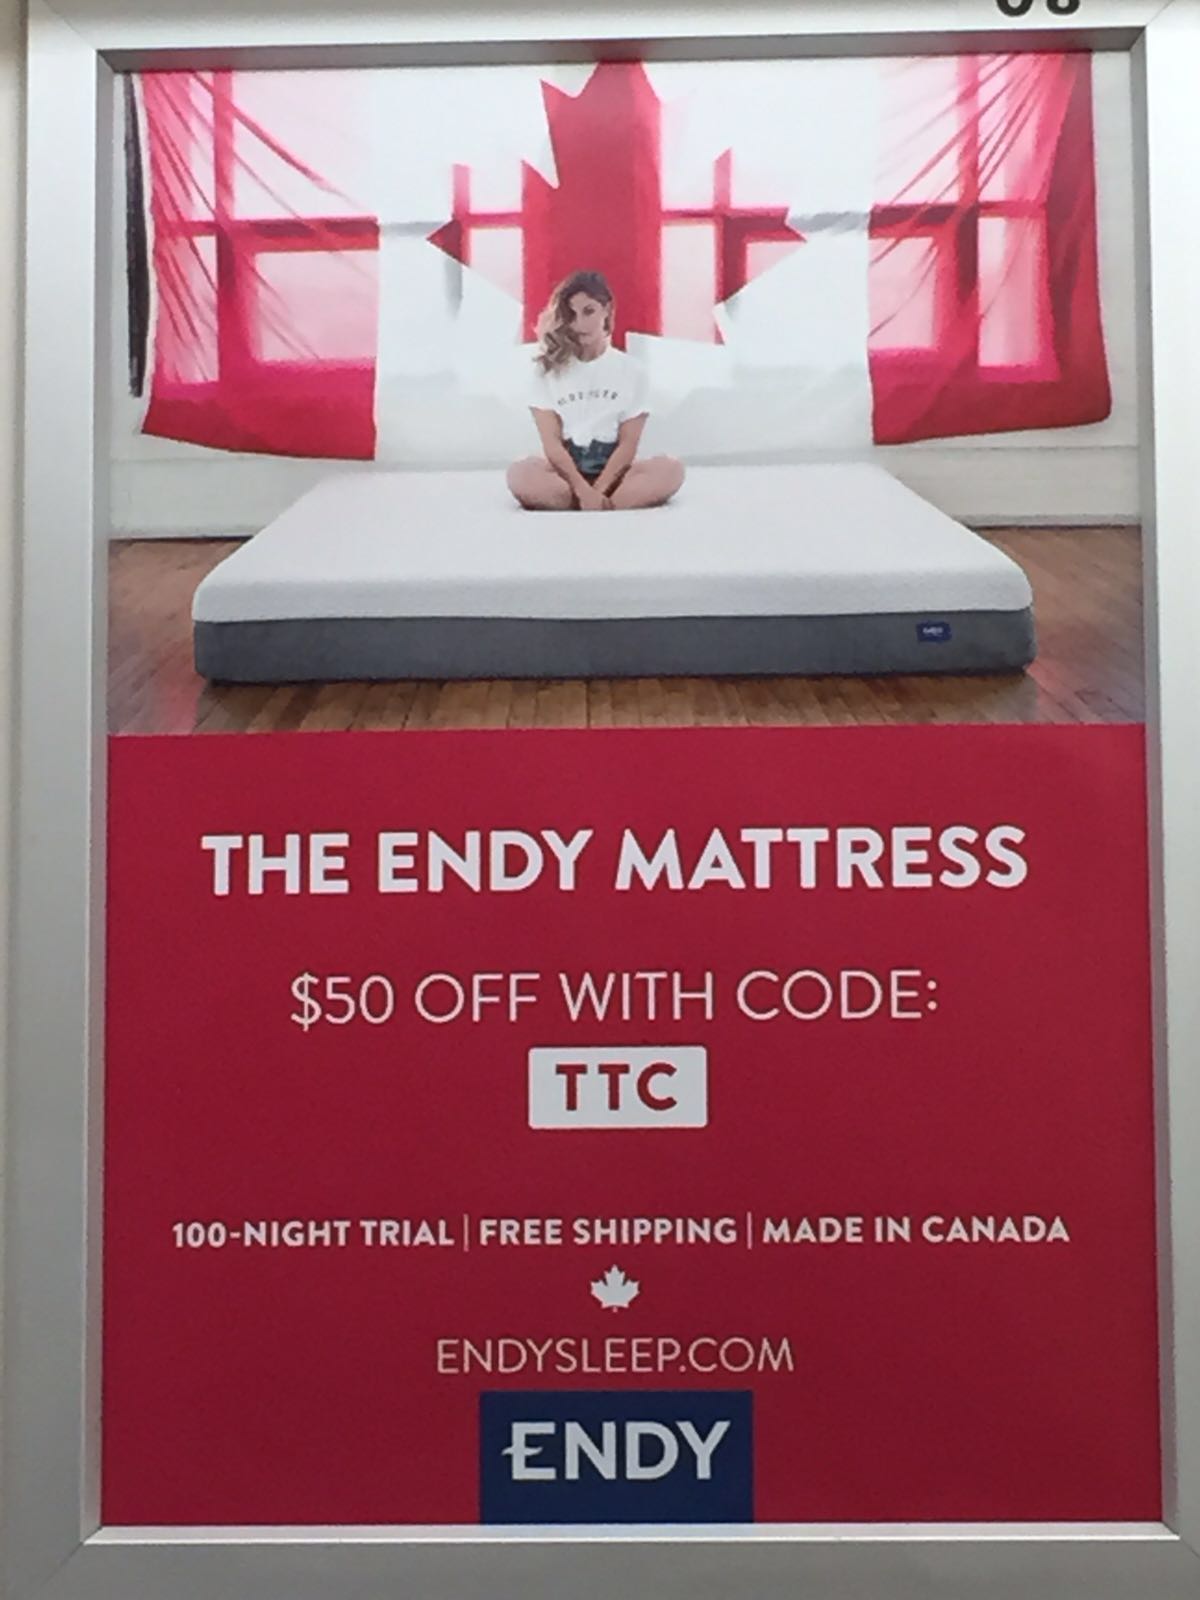 THE ENDY MATTRESS
$50 OFF WITH CODE:
TTC
100-NIGHT TRIAL | FREE SHIPPING | MADE IN CANADA
ENDYSLEEP.COM
ENDY